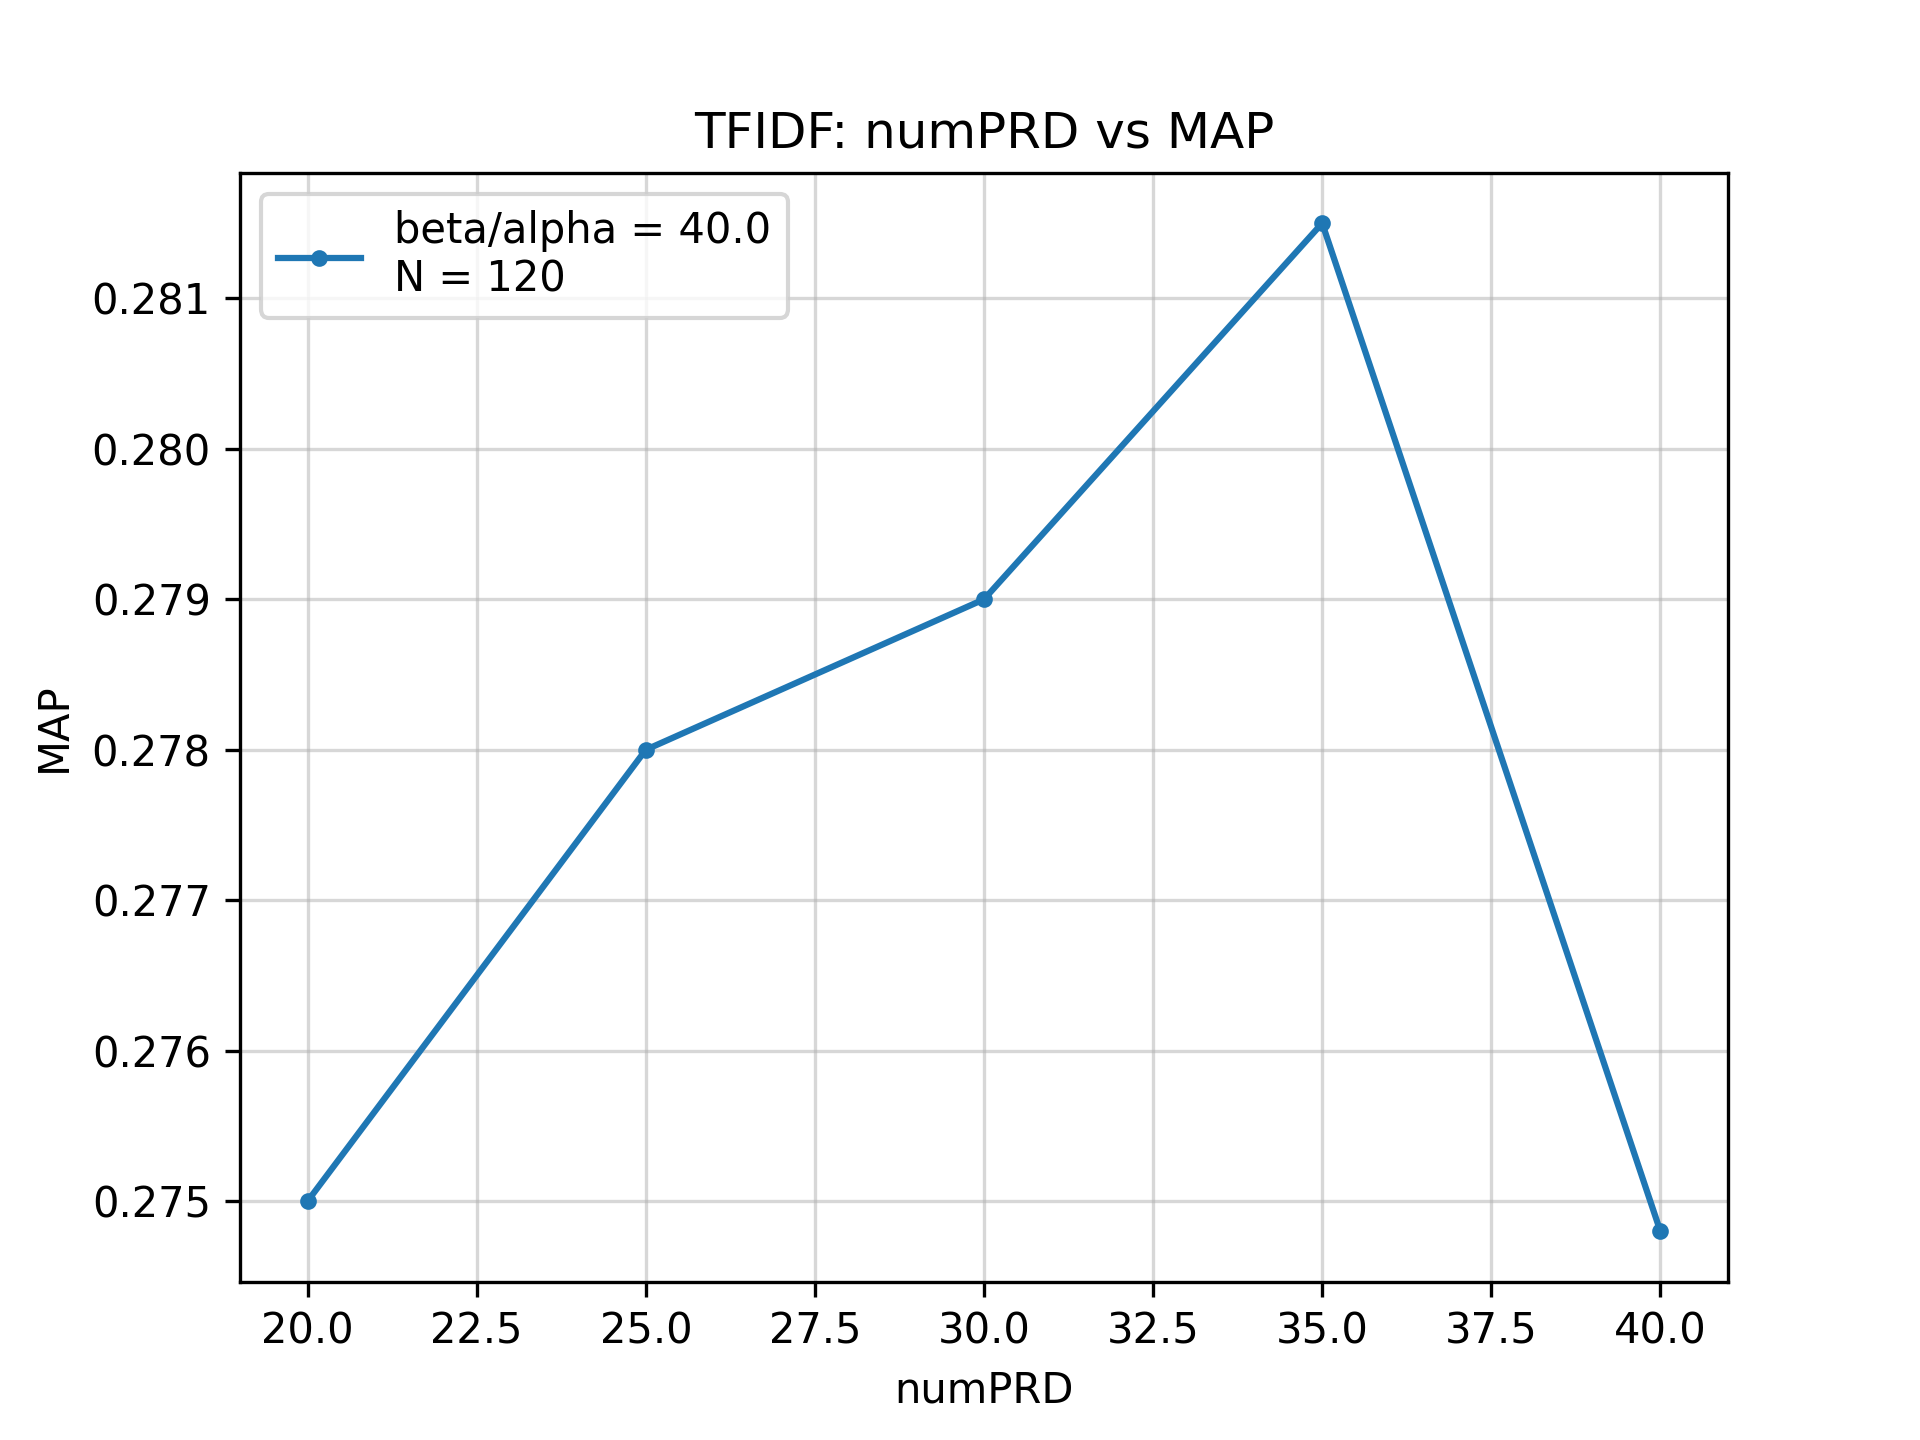 TFIDF: numPRD vs MAP
beta/alpha = 40.0
N = 120
0.281
0.280
0.279
0.278
0.277
0.276
0.275
MAP
20.0 22.5 25.0 27.5 30.0 32.5 35.0 37.5 40.0
numPRD